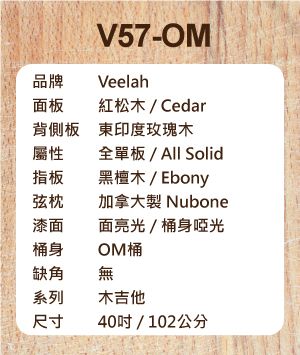 V57-OM
品牌 Veelah
面板 紅松木 / Cedar
背側板 東印度玫瑰木
屬性 全單板 / All Solid
指板 黑檀木 / Ebony
弦枕 加拿大製 Nubone
漆面 面亮光 / 桶身啞光
桶身 OM桶
缺角 無
系列 木吉他
尺寸 40吋 / 102公分